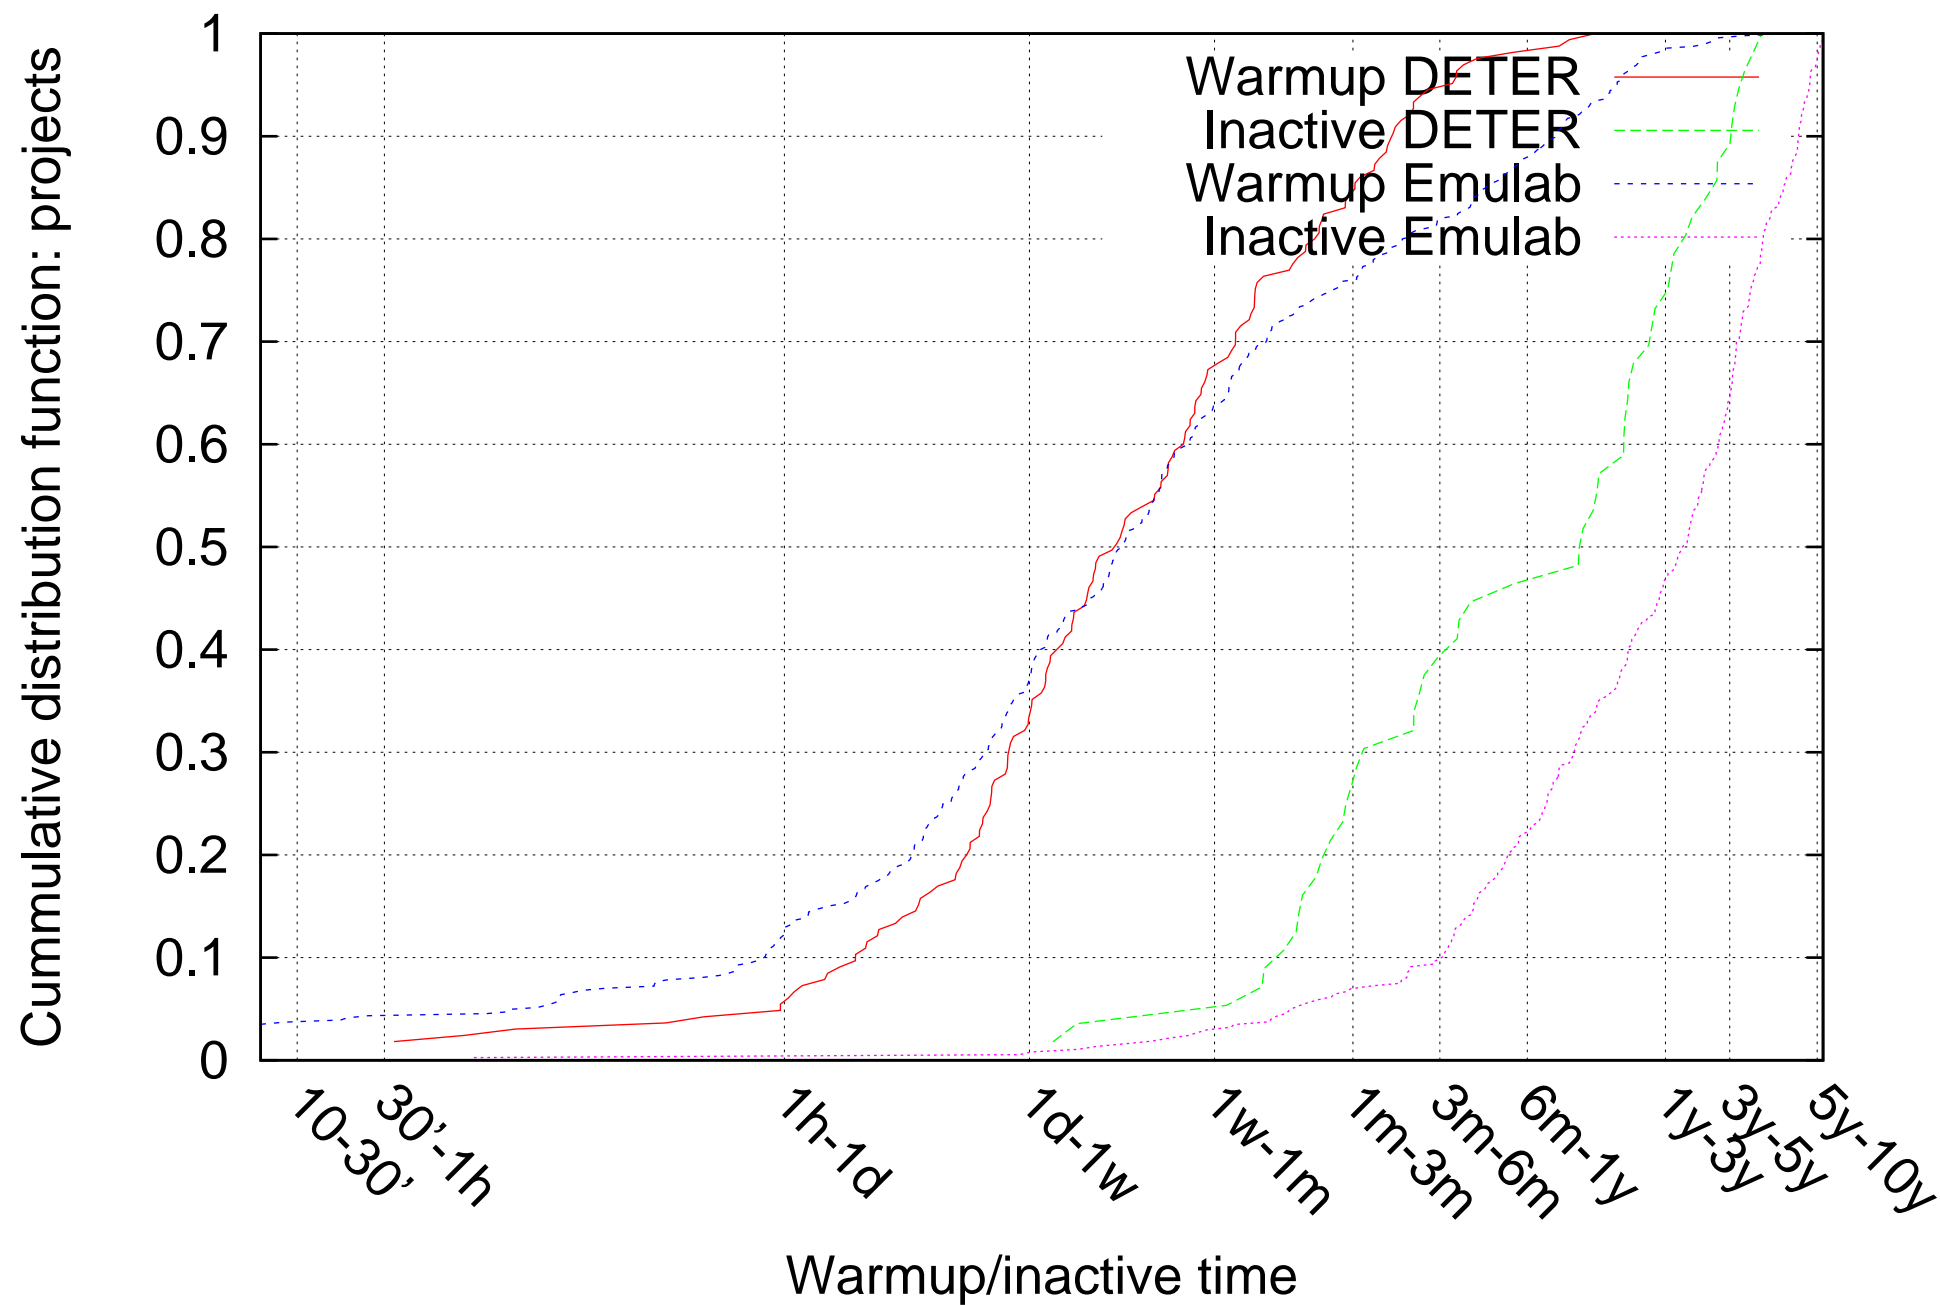 Cummulative distribution function: projects
1
0.9
0.8
0.7
0.6
0.5
0.4
0.3
0.2
0.1
0
Warmup DETER
Inactive DETER
Warmup Emulab
Inactive Emulab
10-30'
30'-1h
1h-1d
1d-1w
1w-1m
1m-3m
3m-6m
6m-1y
1y-3y
3y-5y
5y-10y
Warmup/inactive time